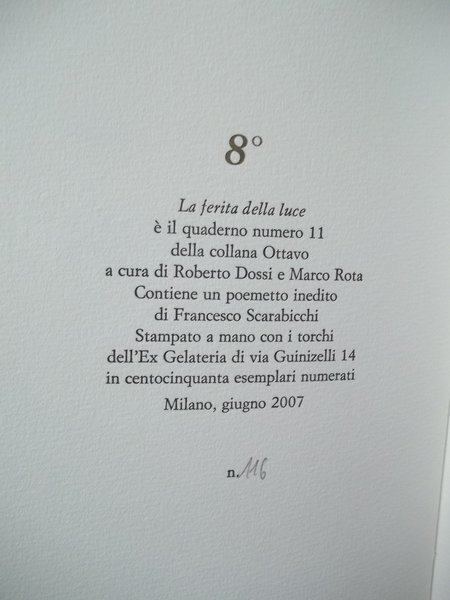 8°
La ferita della luce
è il quaderno numero 11
della collana Ottavo
a cura di Roberto Dossi e Marco Rota
Contiene un poemetto inedito
di Francesco Scarabicchi
Stampato a mano con i torchi
dell'Ex Gelateria di via Guinizelli 14
in centocinquanta esemplari numerati
Milano, giugno 2007
n. 116